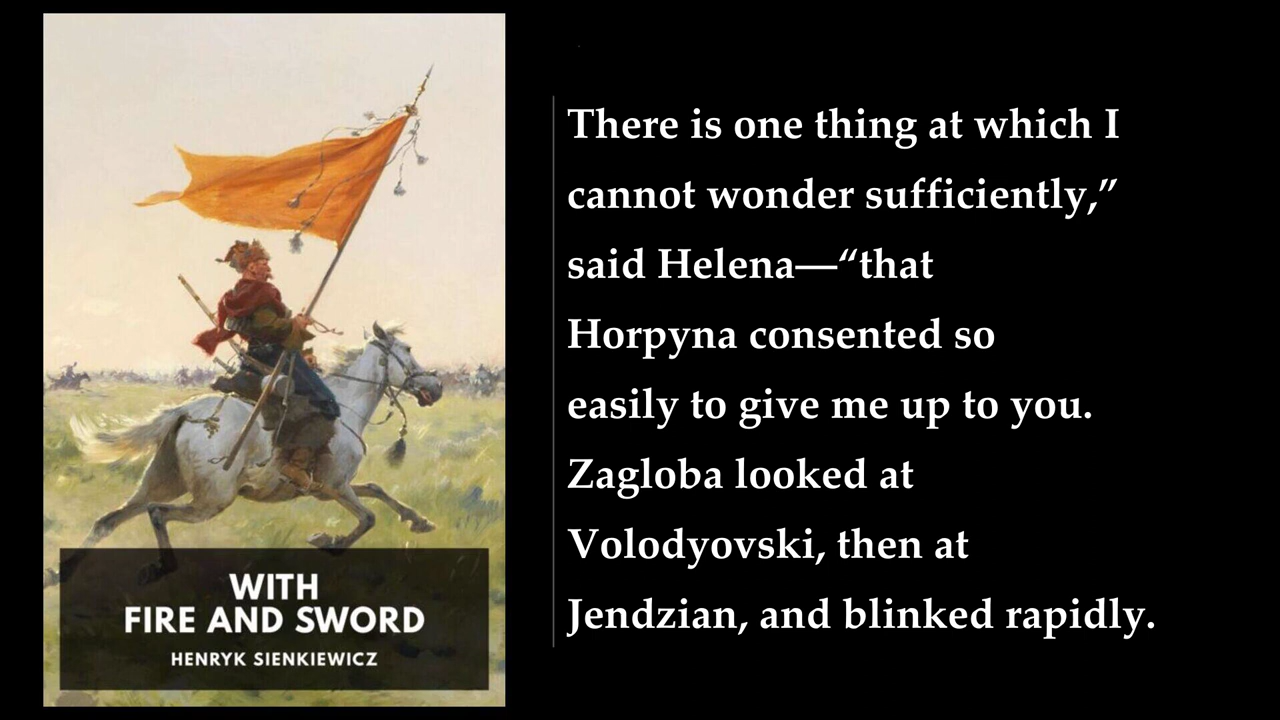 WITH
FIRE AND SWORD
HENRYK SIENKIEWICZ
There is one thing at which I
cannot wonder sufficiently,”
said Helena—“that
Horpyna consented so
easily to give me up to you.
Zagloba looked at
Volodyovski, then at
Jendzian, and blinked rapidly.